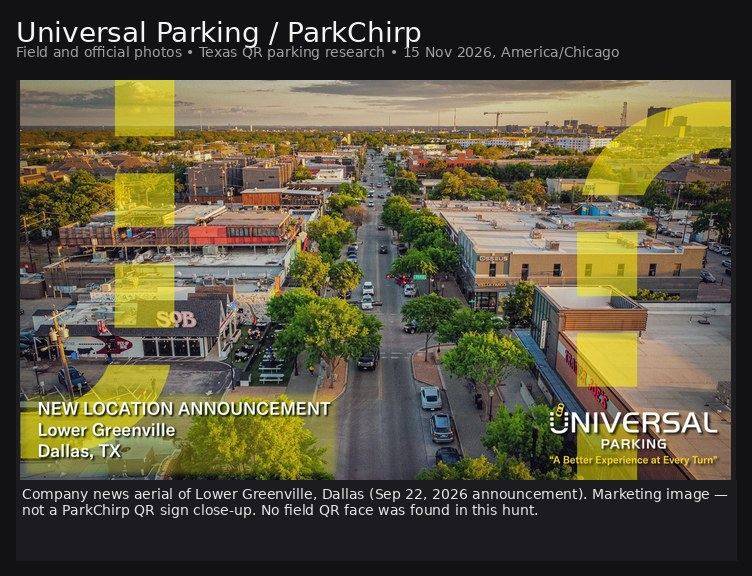 Universal Parking / ParkChirp
Field and official photos • Texas QR parking research • 15 Nov 2026, America/Chicago
SOB
NEW LOCATION ANNOUNCEMENT
Lower Greenville
Dallas, TX
UNIVERSAL
PARKING
"A Better Experience at Every Turn"
Company news aerial of Lower Greenville, Dallas (Sep 22, 2026 announcement). Marketing image —
not a ParkChirp QR sign close-up. No field QR face was found in this hunt.